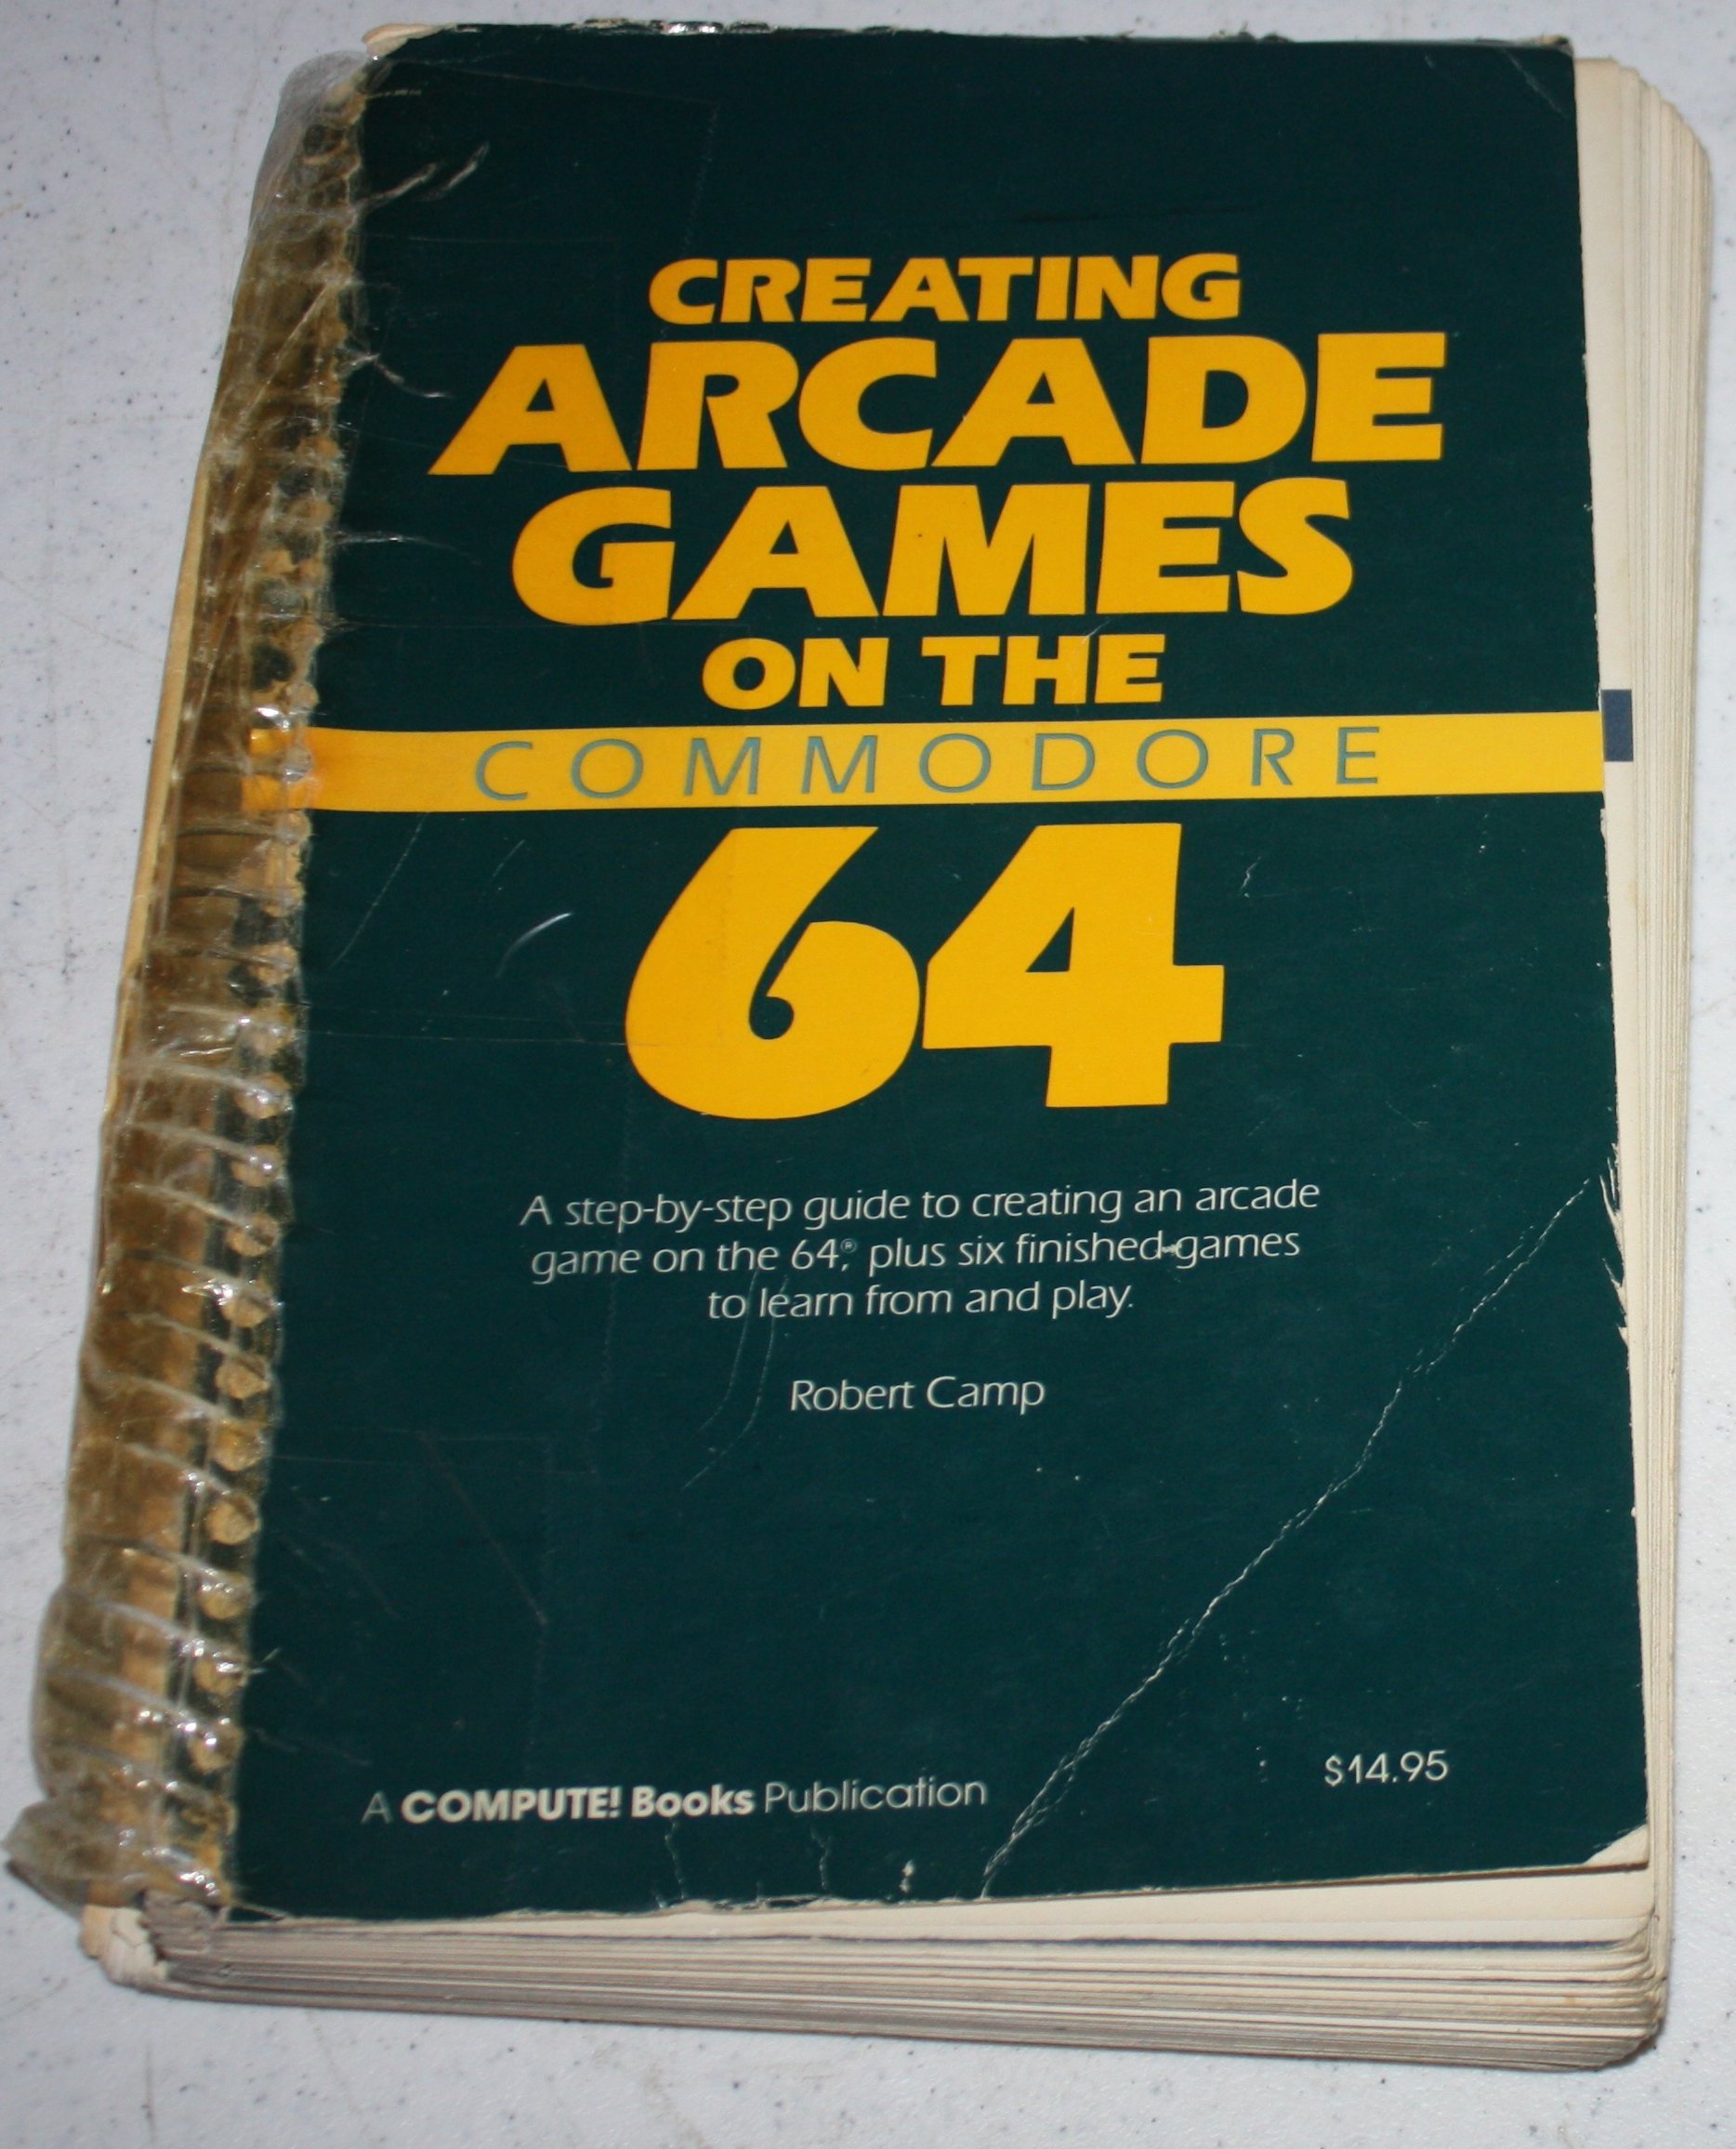 CREATING
ARCADE
GAMES
ON THE
COMMODORE
64
A step-by-step guide to creating an arcade
game on the 64®, plus six finished games
to learn from and play.
Robert Camp
A COMPUTE! Books Publication
$14.95